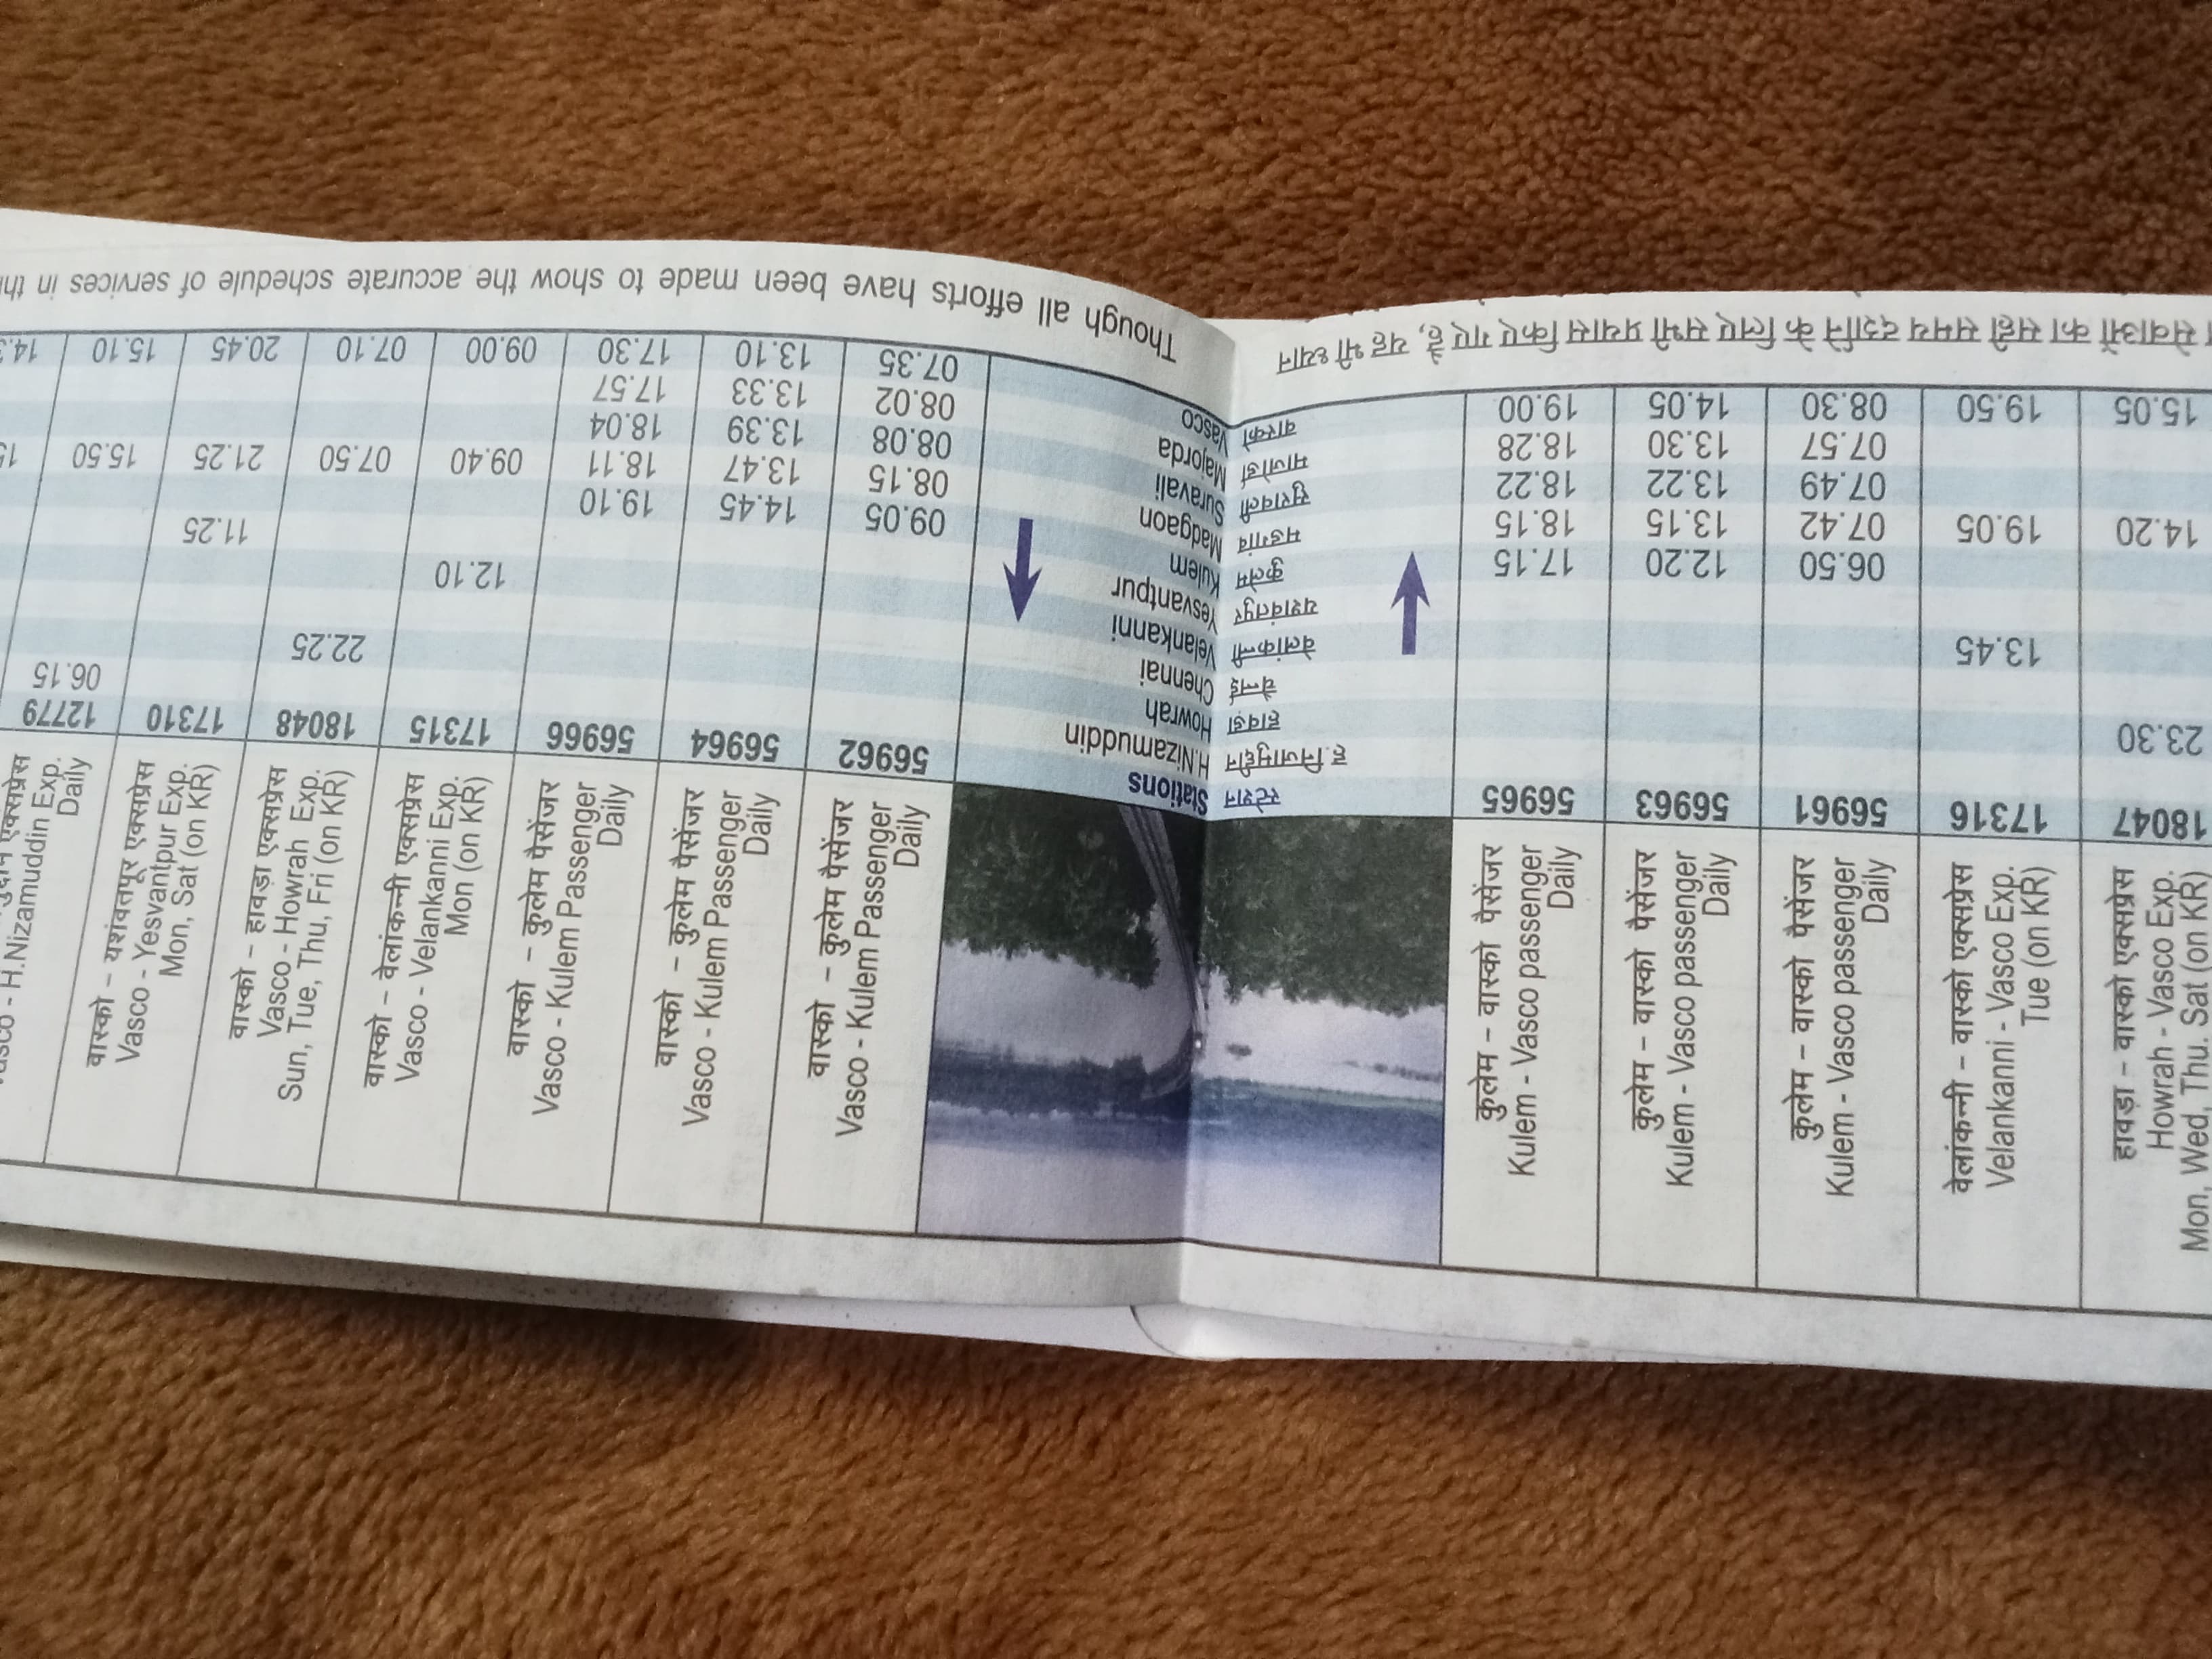 हावड़ा – वास्को एक्सप्रेस
Howrah - Vasco Exp.
Mon, Wed, Thu. Sat (on KR)
वेलांकन्नी – वास्को एक्सप्रेस
Velankanni - Vasco Exp.
Tue (on KR)
कुलेम – वास्को पैसेंजर
Kulem - Vasco passenger
Daily
कुलेम – वास्को पैसेंजर
Kulem - Vasco passenger
Daily
कुलेम – वास्को पैसेंजर
Kulem - Vasco passenger
Daily
वास्को – कुलेम पैसेंजर
Vasco - Kulem Passenger
Daily
वास्को – कुलेम पैसेंजर
Vasco - Kulem Passenger
Daily
वास्को – कुलेम पैसेंजर
Vasco - Kulem Passenger
Daily
वास्को – वेलांकन्नी एक्सप्रेस
Vasco - Velankanni Exp.
Mon (on KR)
वास्को – हावड़ा एक्सप्रेस
Vasco - Howrah Exp.
Sun, Tue, Thu, Fri (on KR)
वास्को – यशंवतपूर एक्सप्रेस
Vasco - Yesvantpur Exp.
Mon, Sat (on KR)
एक्सप्रेस
Vasco - H.Nizamuddin Exp.
Daily
18047 17316 56961 56963 56965 स्टेशन Stations 56962 56964 56966 17315 18048 17310 12779
ह. निजामुद्दीन H.Nizamuddin 06.15
23.30 हावड़ा Howrah 22.25
चेन्नई Chennai
13.45 वेलांकन्नी Velankanni 12.10
यशवंतपुर Yesvantpur 11.25
06.50 12.20 17.15 कुलेम Kulem 09.05 14.45 19.10
14.20 19.05 07.42 13.15 18.15 मडगांव Madgaon 08.15 13.47 18.11 09.40 07.50 21.25 15.50
07.49 13.22 18.22 सुरावली Suravali 08.08 13.39 18.04
07.57 13.30 18.28 माजोर्डा Majorda 08.02 13.33 17.57
15.05 19.50 08.30 14.05 19.00 वास्को Vasco 07.35 13.10 17.30 09.00 07.10 20.45 15.10
सेवाओं का सही समय दर्शाने के लिए सभी प्रयास किए गए है, यह भी ध्यान
Though all efforts have been made to show the accurate schedule of services in